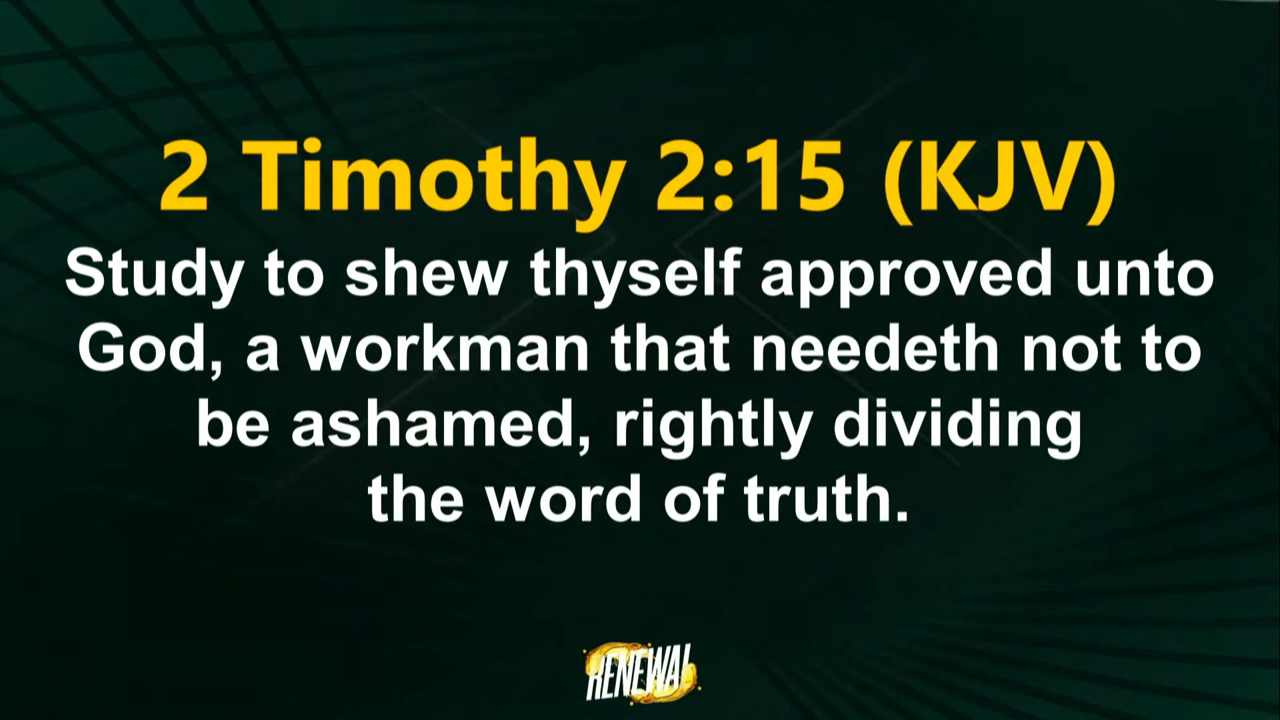 2 Timothy 2:15 (KJV)
Study to shew thyself approved unto
God, a workman that needeth not to
be ashamed, rightly dividing
the word of truth.
RENEWAL